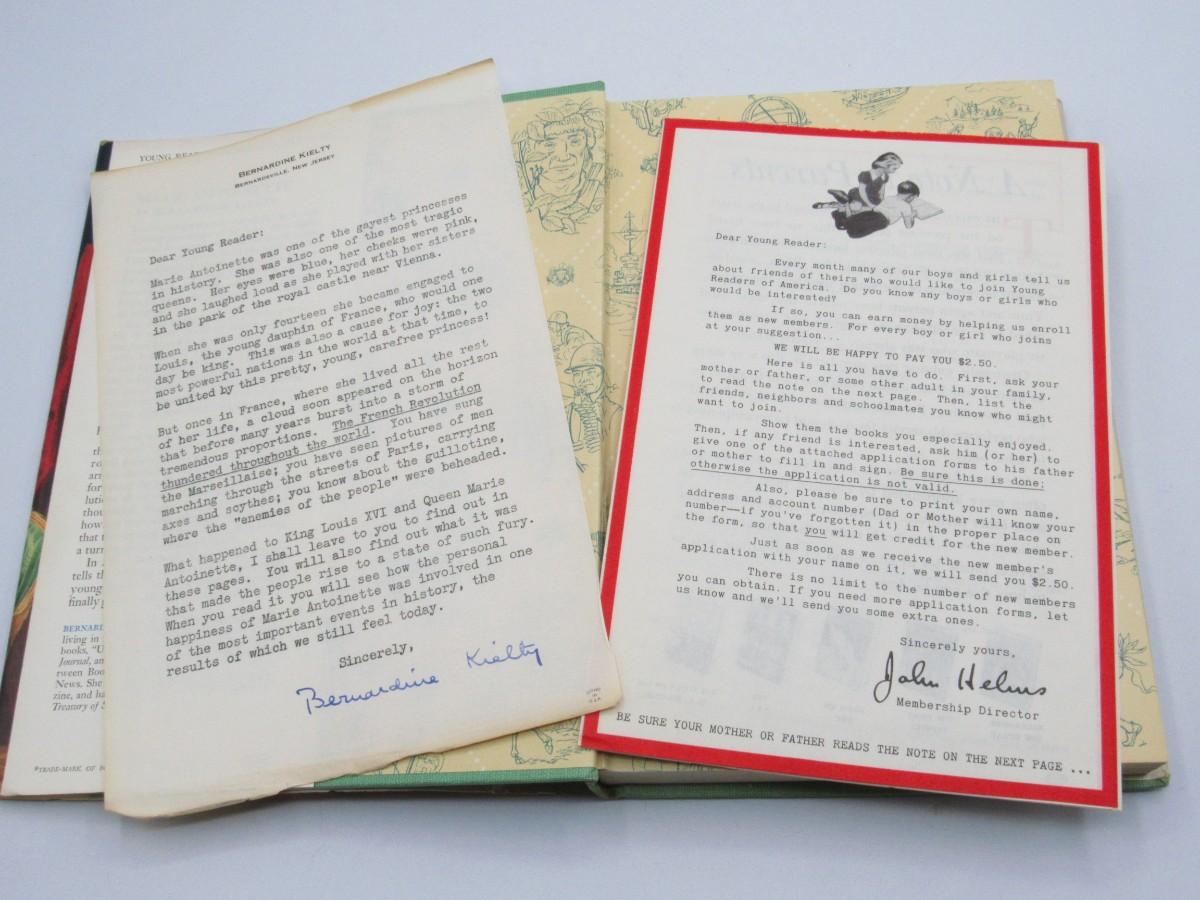 YOUNG REA
BERNARDINE KIELTY
BERNARDSVILLE, NEW JERSEY
Dear Young Reader:
Marie Antoinette was one of the gayest princesses
in history. She was also one of the most tragic
queens. Her eyes were blue, her cheeks were pink,
and she laughed loud as she played with her sisters
in the park of the royal castle near Vienna.
When she was only fourteen she became engaged to
Louis, the young dauphin of France, who would one
day be king. This was also a cause for joy: the two
most powerful nations in the world at that time, to
be united by this pretty, young, carefree princess!
But once in France, where she lived all the rest
of her life, a cloud soon appeared on the horizon
that before many years burst into a storm of
tremendous proportions. The French Revolution
thundered throughout the world. You have sung
the Marseillaise; you have seen pictures of men
marching through the streets of Paris, carrying
axes and scythes; you know about the guillotine,
where the "enemies of the people" were beheaded.
What happened to King Louis XVI and Queen Marie
Antoinette, I shall leave to you to find out in
these pages. You will also find out what it was
that made the people rise to a state of such fury.
When you read it you will see how the personal
happiness of Marie Antoinette was involved in one
of the most important events in history, the
results of which we still feel today.
Sincerely,
Bernardine Kielty
BERNARD
living in
books, "U
Journal, an
tween Boo
News. She
zine, and ha
Treasury of S
*TRADE-MARK OF B
A Note Parents
Dear Young Reader:
Every month many of our boys and girls tell us
about friends of theirs who would like to join Young
Readers of America. Do you know any boys or girls who
would be interested?
If so, you can earn money by helping us enroll
them as new members. For every boy or girl who joins
at your suggestion...
WE WILL BE HAPPY TO PAY YOU $2.50.
Here is all you have to do. First, ask your
mother or father, or some other adult in your family,
to read the note on the next page. Then, list the
friends, neighbors and schoolmates you know who might
want to join.
Show them the books you especially enjoyed.
Then, if any friend is interested, ask him (or her) to
give one of the attached application forms to his father
or mother to fill in and sign. Be sure this is done;
otherwise the application is not valid.
Also, please be sure to print your own name,
address and account number (Dad or Mother will know your
number—if you've forgotten it) in the proper place on
the form, so that you will get credit for the new member.
Just as soon as we receive the new member's
application with your name on it, we will send you $2.50.
There is no limit to the number of new members
you can obtain. If you need more application forms, let
us know and we'll send you some extra ones.
Sincerely yours,
John Helms
Membership Director
BE SURE YOUR MOTHER OR FATHER READS THE NOTE ON THE NEXT PAGE ...